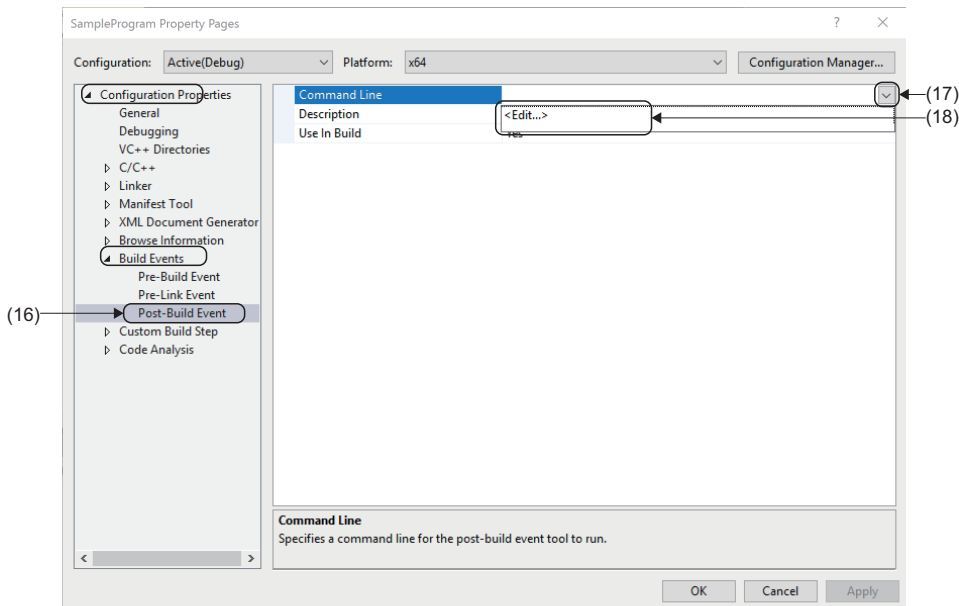 SampleProgram Property Pages
Configuration: Active(Debug) Platform: x64 Configuration Manager...
Configuration Properties
General
Debugging
VC++ Directories
C/C++
Linker
Manifest Tool
XML Document Generator
Browse Information
Build Events
Pre-Build Event
Pre-Link Event
(16)
Post-Build Event
Custom Build Step
Code Analysis
Command Line
(17)
Description
<Edit...>
(18)
Use In Build Yes
Command Line
Specifies a command line for the post-build event tool to run.
OK Cancel Apply